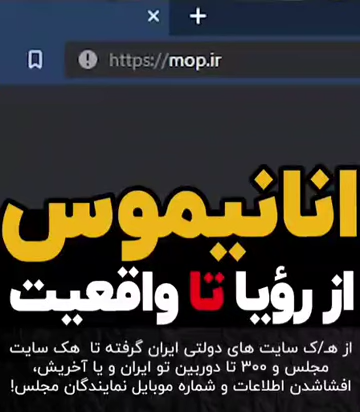 https://mop.ir
انانیموس
از رؤیا تا واقعیت
از هـ/ک سایت های دولتی ایران گرفته تا هک سایت
مجلس و ۳۰۰ تا دوربین تو ایران و یا آخریش،
افشاشدن اطلاعات و شماره موبایل نمایندگان مجلس!